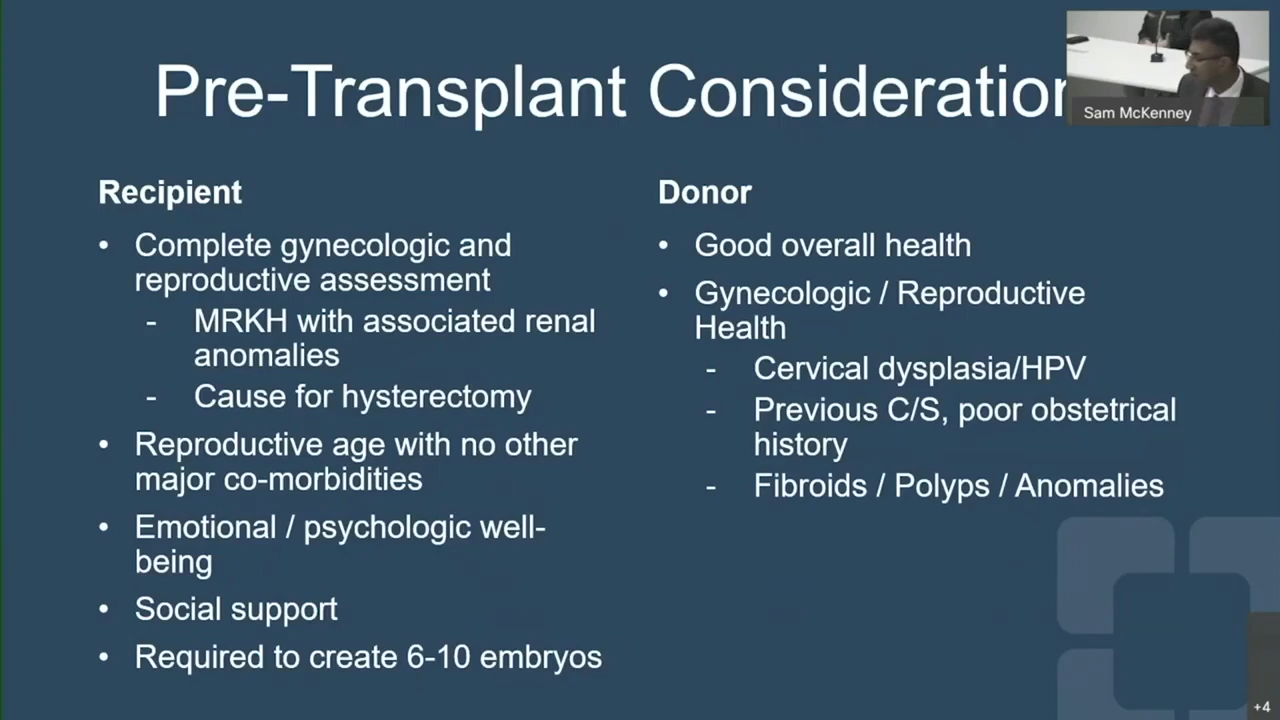 Pre-Transplant Consideration
Sam McKenney
Recipient
• Complete gynecologic and
reproductive assessment
- MRKH with associated renal
anomalies
- Cause for hysterectomy
• Reproductive age with no other
major co-morbidities
• Emotional / psychologic well-
being
• Social support
• Required to create 6-10 embryos
Donor
• Good overall health
• Gynecologic / Reproductive
Health
- Cervical dysplasia/HPV
- Previous C/S, poor obstetrical
history
- Fibroids / Polyps / Anomalies
+4